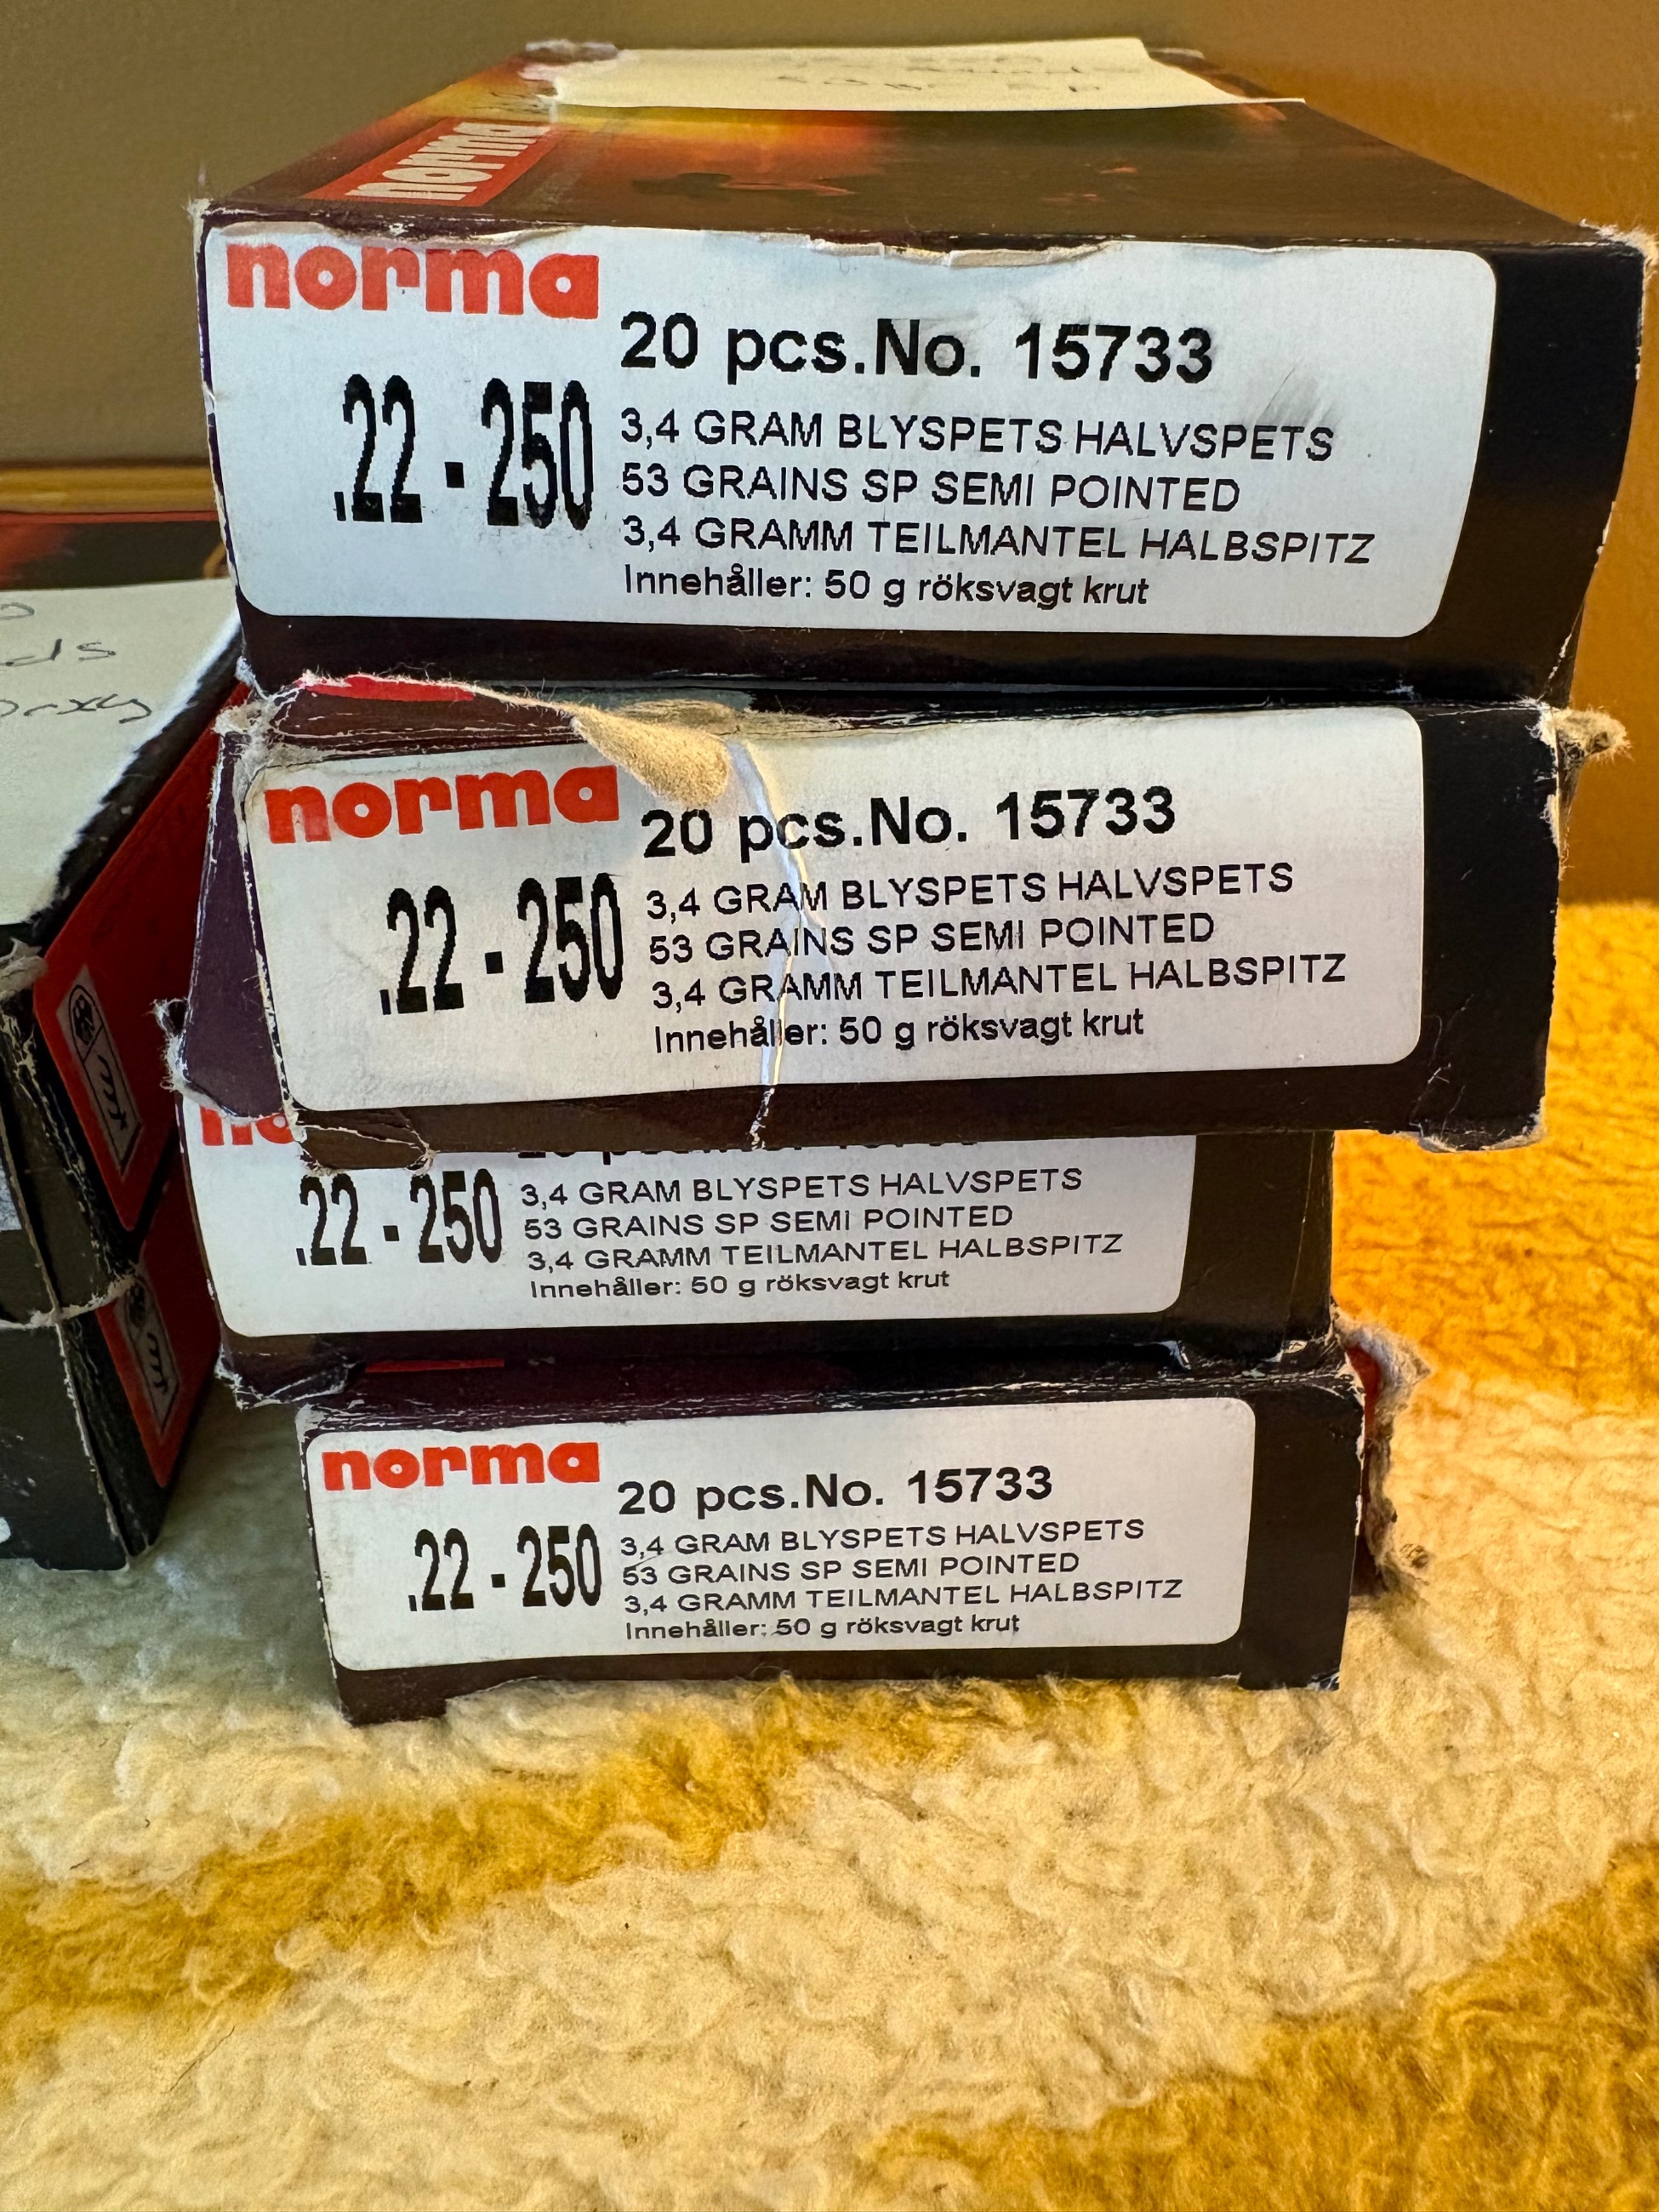 norma
norma
20 pcs.No. 15733
.22 - 250
3,4 GRAM BLYSPETS HALVSPETS
53 GRAINS SP SEMI POINTED
3,4 GRAMM TEILMANTEL HALBSPITZ
Innehåller: 50 g röksvagt krut
norma
20 pcs.No. 15733
.22 - 250
3,4 GRAM BLYSPETS HALVSPETS
53 GRAINS SP SEMI POINTED
3,4 GRAMM TEILMANTEL HALBSPITZ
Innehåller: 50 g röksvagt krut
.22 - 250
3,4 GRAM BLYSPETS HALVSPETS
53 GRAINS SP SEMI POINTED
3,4 GRAMM TEILMANTEL HALBSPITZ
Innehåller: 50 g röksvagt krut
norma
20 pcs.No. 15733
.22 - 250
3,4 GRAM BLYSPETS HALVSPETS
53 GRAINS SP SEMI POINTED
3,4 GRAMM TEILMANTEL HALBSPITZ
Innehåller: 50 g röksvagt krut